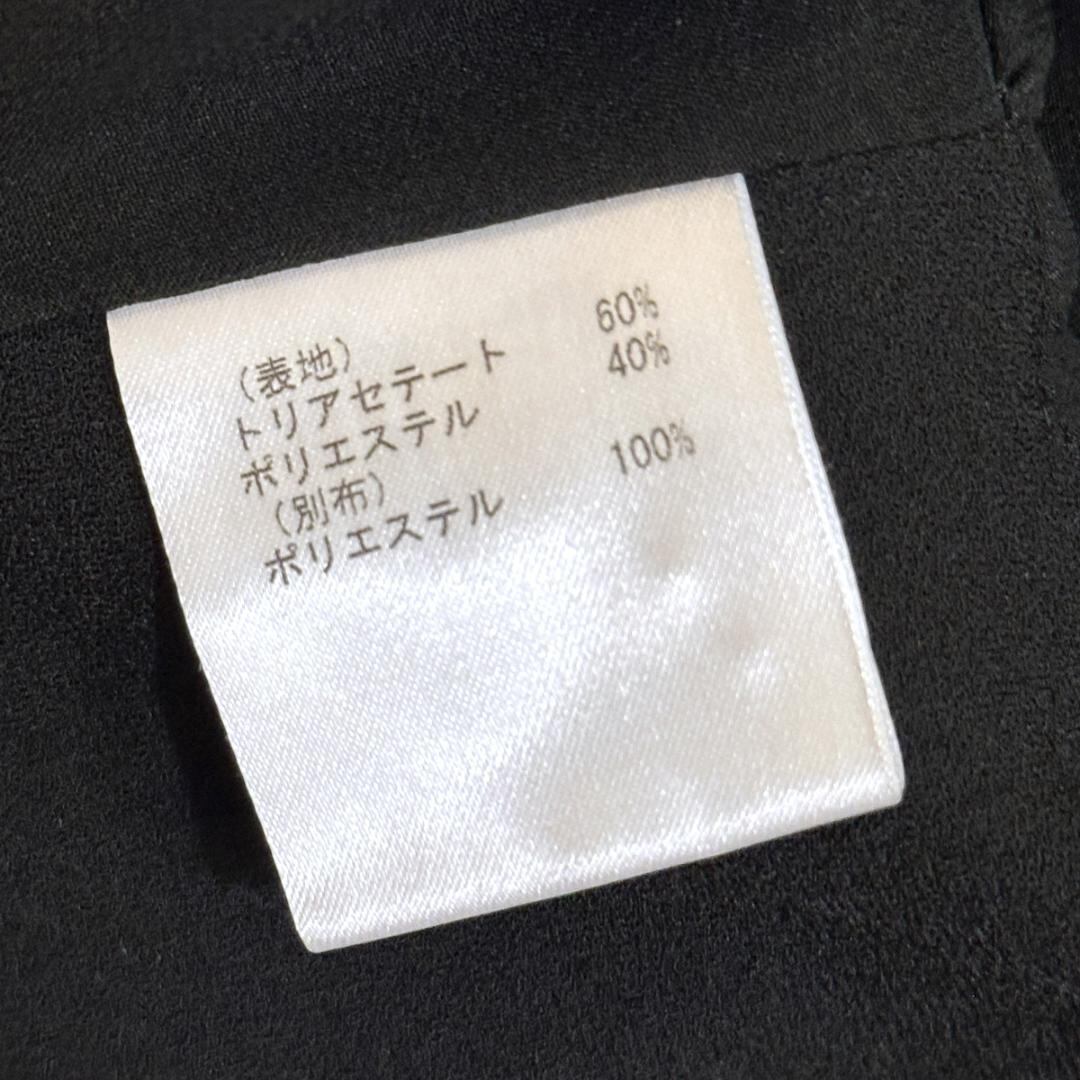 (表地)
トリアセテート 60%
ポリエステル 40%
(別布)
ポリエステル 100%